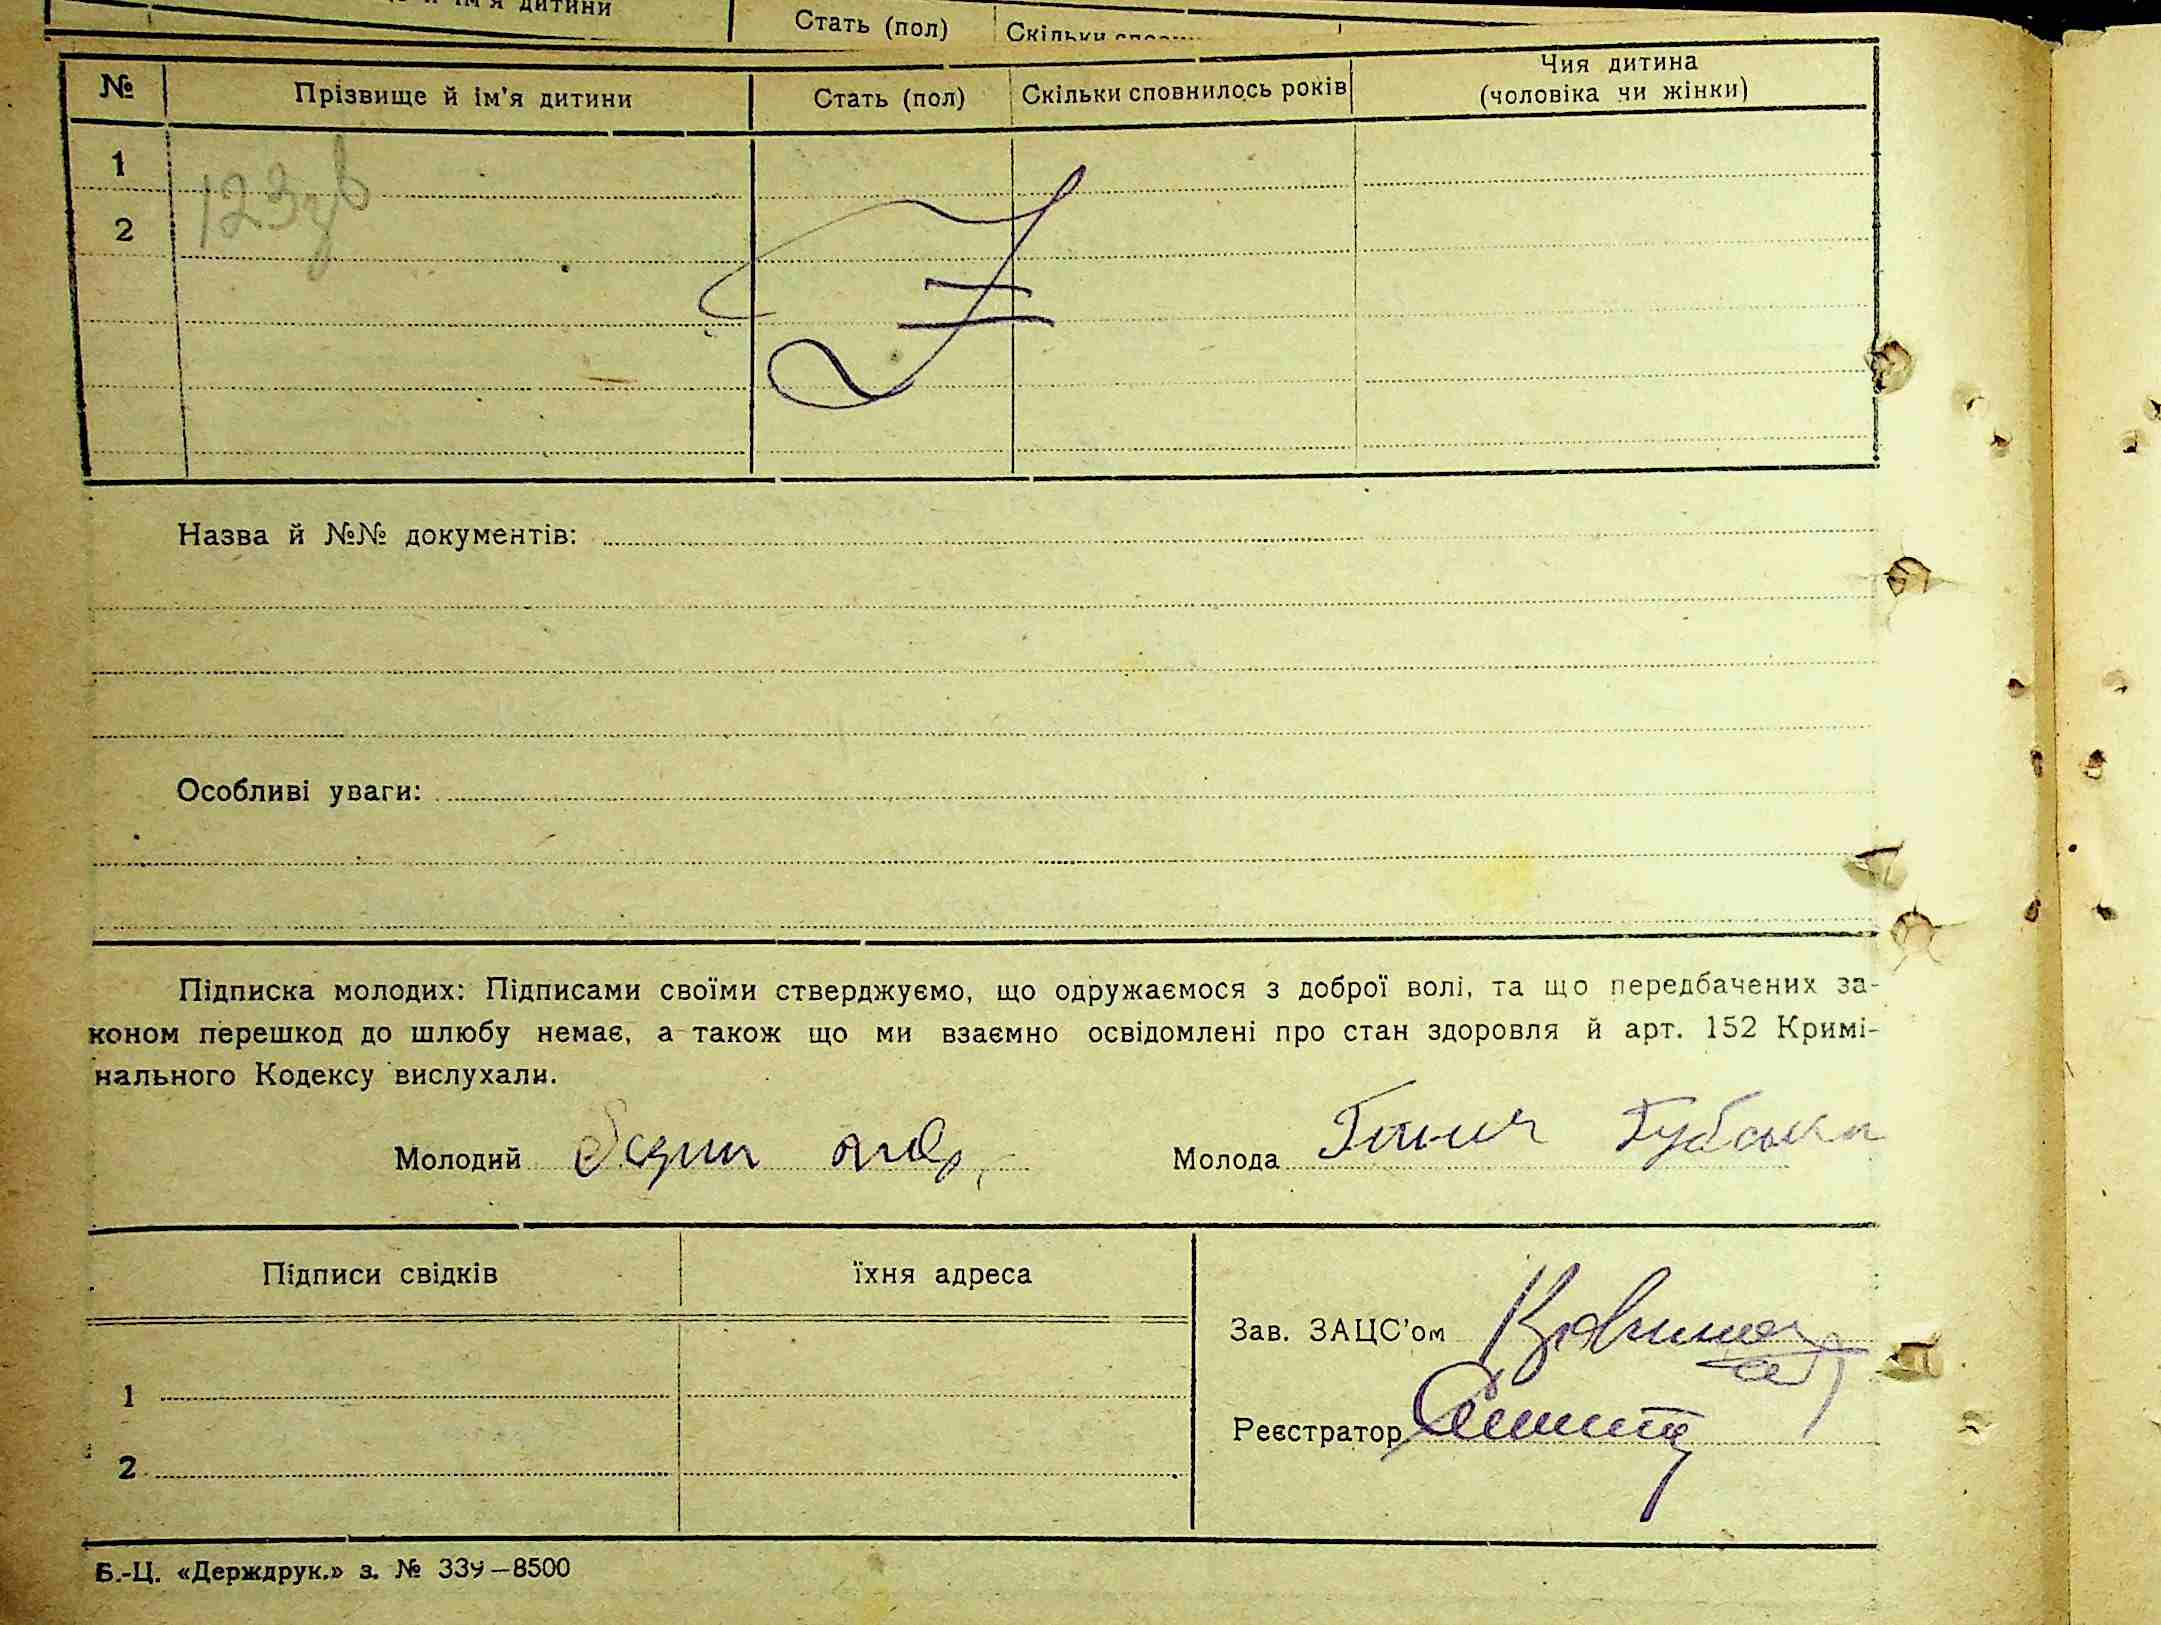 дитини
Стать (пол)
№ Прізвище й ім'я дитини Стать (пол) Скільки сповнилось років Чия дитина
(чоловіка чи жінки)
1
2
Назва й №№ документів:
Особливі уваги:
Підписка молодих: Підписами своїми стверджуємо, що одружаємося з доброї волі, та що передбачених за-
коном перешкод до шлюбу немає, а також що ми взаємно освідомлені про стан здоровля й арт. 152 Кримі-
нального Кодексу вислухали.
Молодий Молода Губська
Підписи свідків їхня адреса
Зав. ЗАЦС'ом
1
Реєстратор
2
Б.-Ц. «Держдрук.» з. № 339—8500